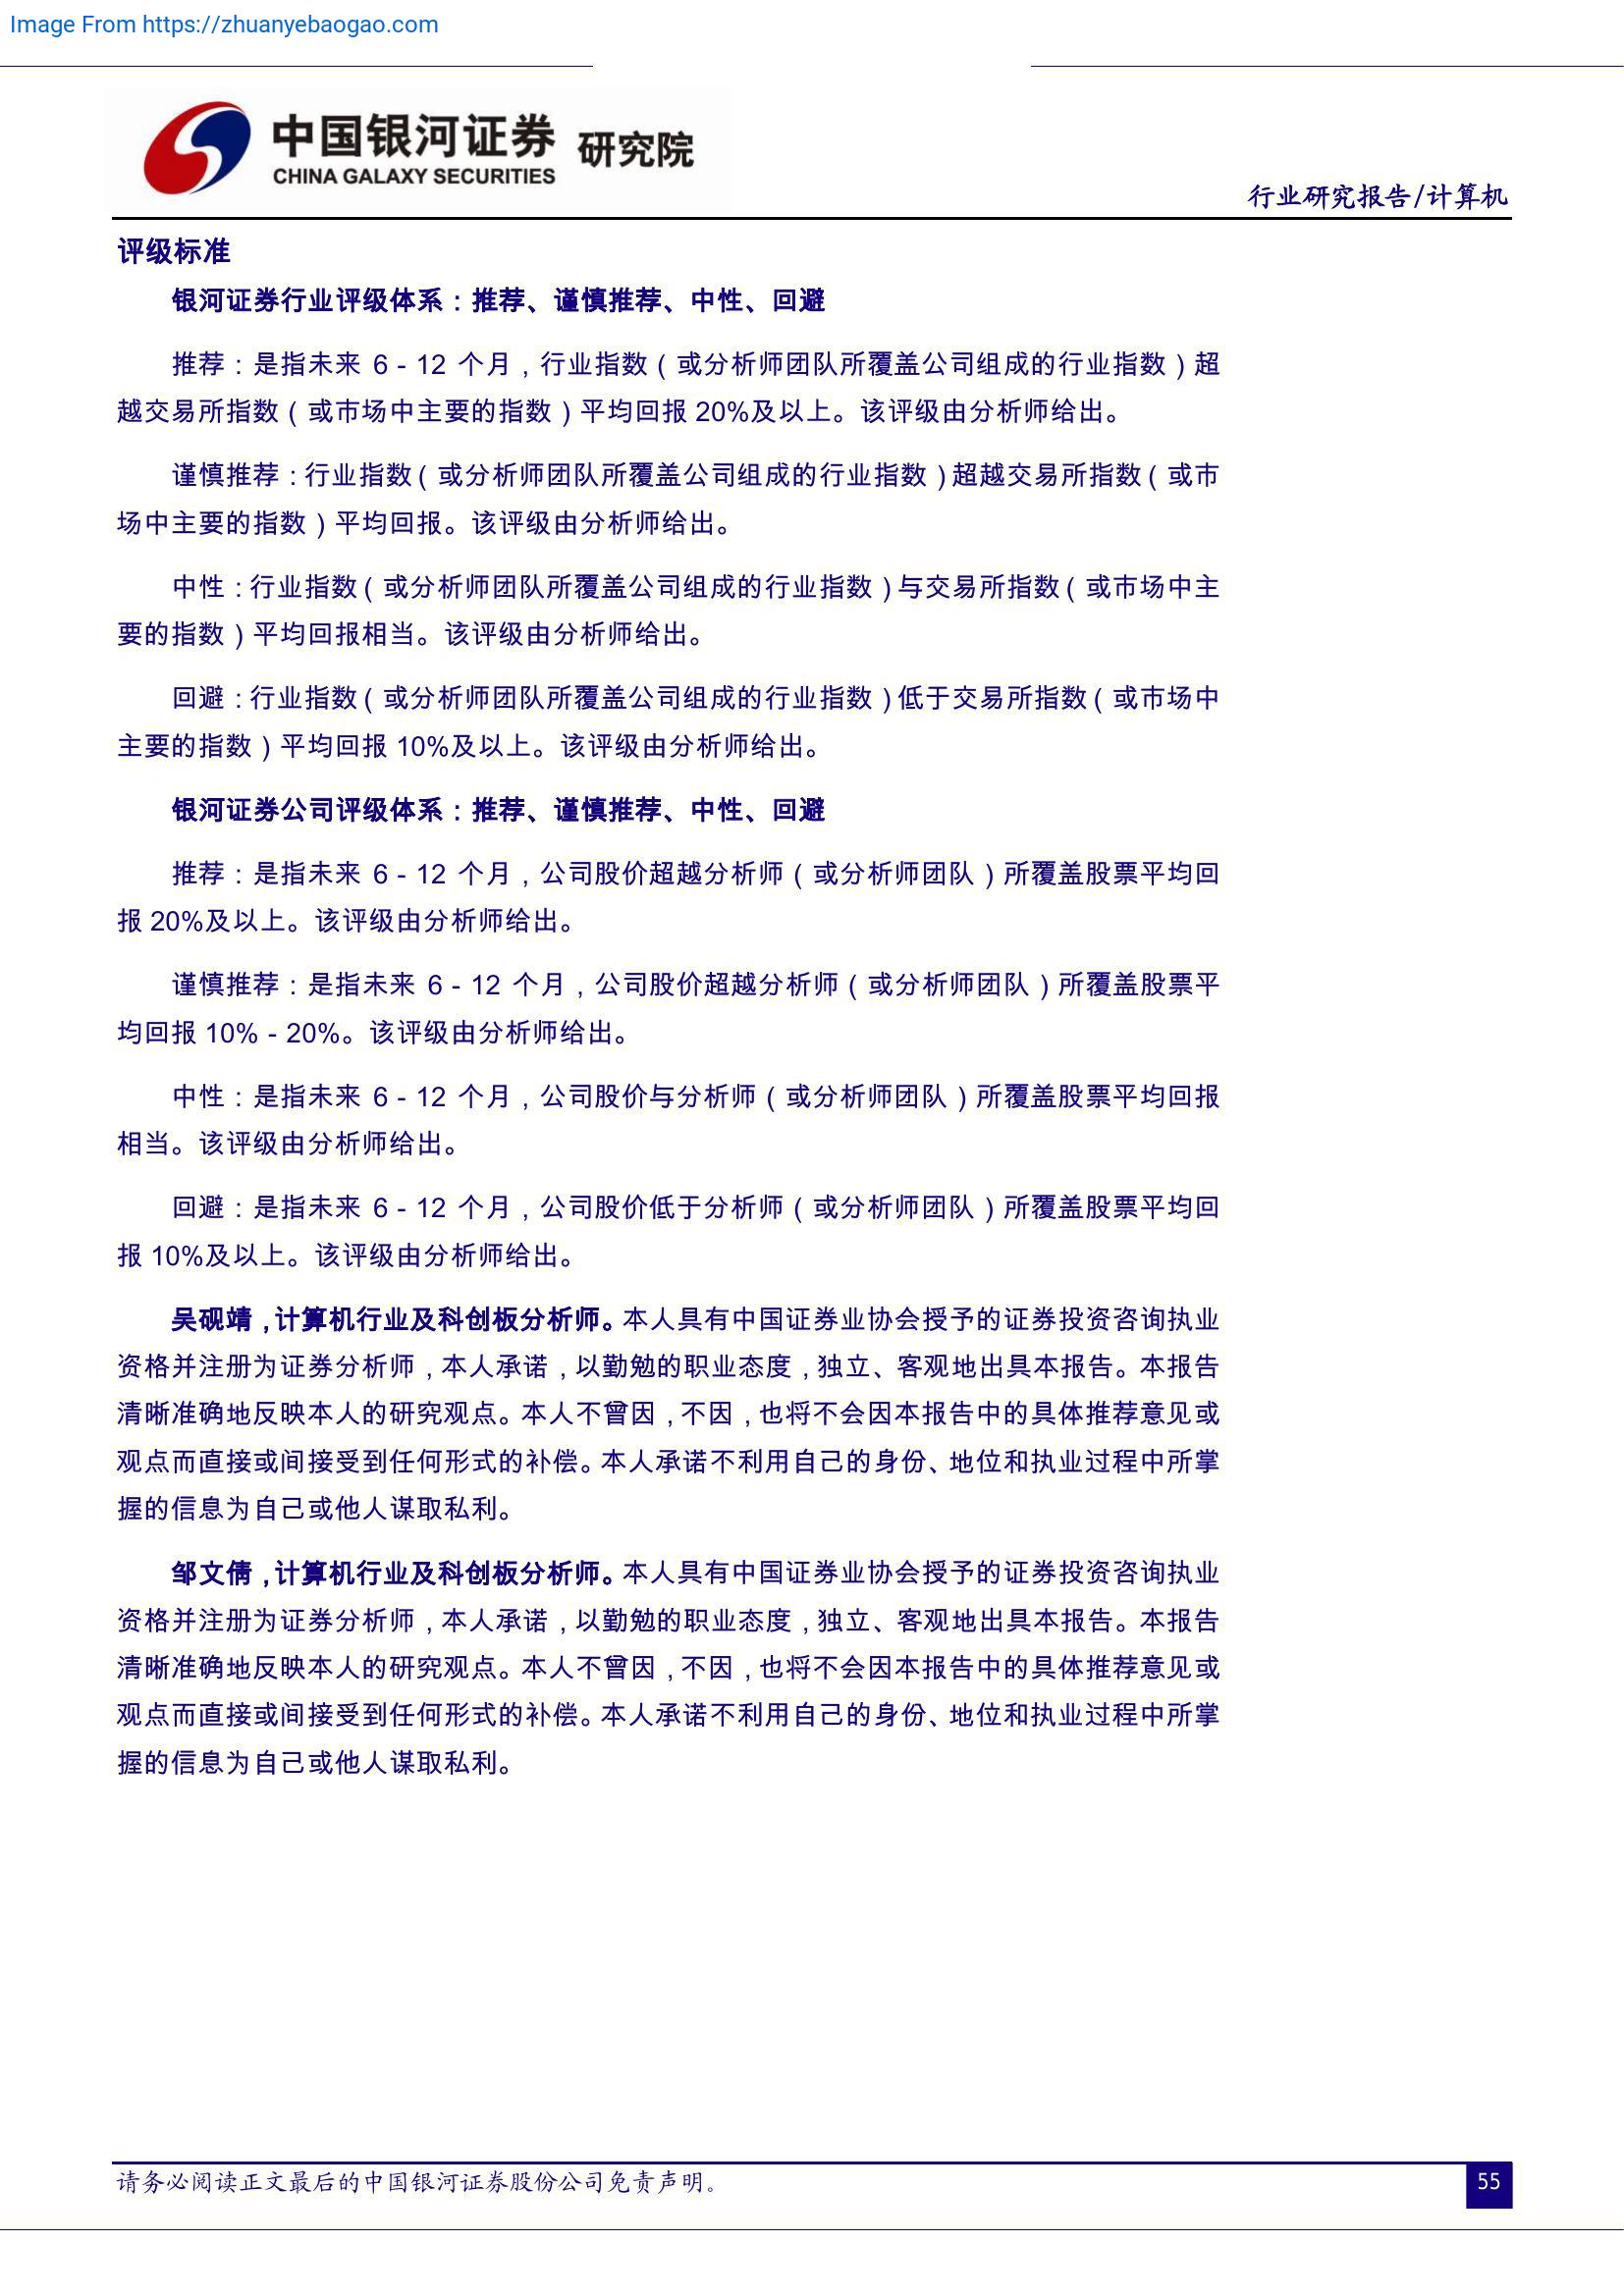 Image From https://zhuanyebaogao.com
中国银河证券 研究院
CHINA GALAXY SECURITIES
行业研究报告/计算机
评级标准
银河证券行业评级体系：推荐、谨慎推荐、中性、回避
推荐：是指未来 6－12 个月，行业指数（或分析师团队所覆盖公司组成的行业指数）超
越交易所指数（或市场中主要的指数）平均回报 20%及以上。该评级由分析师给出。
谨慎推荐：行业指数（或分析师团队所覆盖公司组成的行业指数）超越交易所指数（或市
场中主要的指数）平均回报。该评级由分析师给出。
中性：行业指数（或分析师团队所覆盖公司组成的行业指数）与交易所指数（或市场中主
要的指数）平均回报相当。该评级由分析师给出。
回避：行业指数（或分析师团队所覆盖公司组成的行业指数）低于交易所指数（或市场中
主要的指数）平均回报 10%及以上。该评级由分析师给出。
银河证券公司评级体系：推荐、谨慎推荐、中性、回避
推荐：是指未来 6－12 个月，公司股价超越分析师（或分析师团队）所覆盖股票平均回
报 20%及以上。该评级由分析师给出。
谨慎推荐：是指未来 6－12 个月，公司股价超越分析师（或分析师团队）所覆盖股票平
均回报 10%－20%。该评级由分析师给出。
中性：是指未来 6－12 个月，公司股价与分析师（或分析师团队）所覆盖股票平均回报
相当。该评级由分析师给出。
回避：是指未来 6－12 个月，公司股价低于分析师（或分析师团队）所覆盖股票平均回
报 10%及以上。该评级由分析师给出。
吴砚靖，计算机行业及科创板分析师。本人具有中国证券业协会授予的证券投资咨询执业
资格并注册为证券分析师，本人承诺，以勤勉的职业态度，独立、客观地出具本报告。本报告
清晰准确地反映本人的研究观点。本人不曾因，不因，也将不会因本报告中的具体推荐意见或
观点而直接或间接受到任何形式的补偿。本人承诺不利用自己的身份、地位和执业过程中所掌
握的信息为自己或他人谋取私利。
邹文倩，计算机行业及科创板分析师。本人具有中国证券业协会授予的证券投资咨询执业
资格并注册为证券分析师，本人承诺，以勤勉的职业态度，独立、客观地出具本报告。本报告
清晰准确地反映本人的研究观点。本人不曾因，不因，也将不会因本报告中的具体推荐意见或
观点而直接或间接受到任何形式的补偿。本人承诺不利用自己的身份、地位和执业过程中所掌
握的信息为自己或他人谋取私利。
请务必阅读正文最后的中国银河证券股份公司免责声明。
55